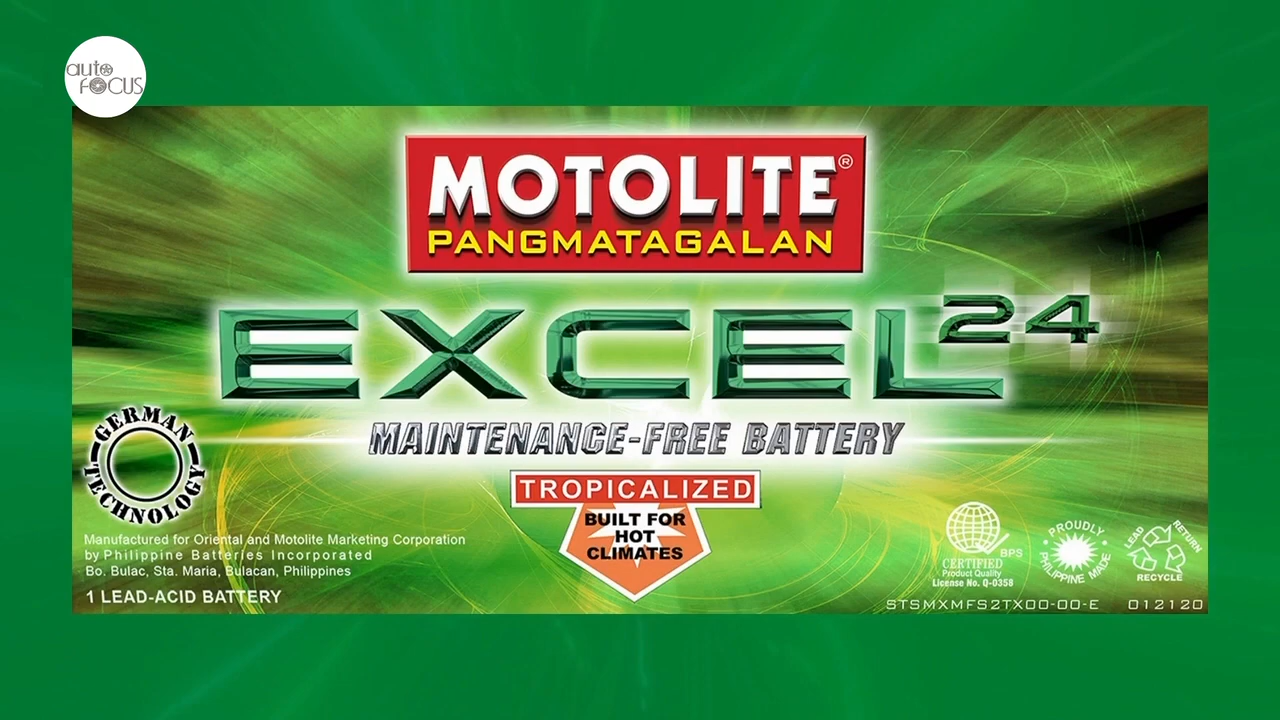 auto
FOCUS
MOTOLITE®
PANGMATAGALAN
EXCEL24
MAINTENANCE-FREE BATTERY
GERMAN
TECHNOLOGY
TROPICALIZED
BUILT FOR
HOT
CLIMATES
Manufactured for Oriental and Motolite Marketing Corporation
by Philippine Batteries Incorporated
Bo. Bulac, Sta. Maria, Bulacan, Philippines
1 LEAD-ACID BATTERY
BPS
CERTIFIED
Product Quality
License No. Q-0358
PROUDLY
PHILIPPINE MADE
LEAD
RETURN
RECYCLE
STSMXMFS2TX00-00-E 012120